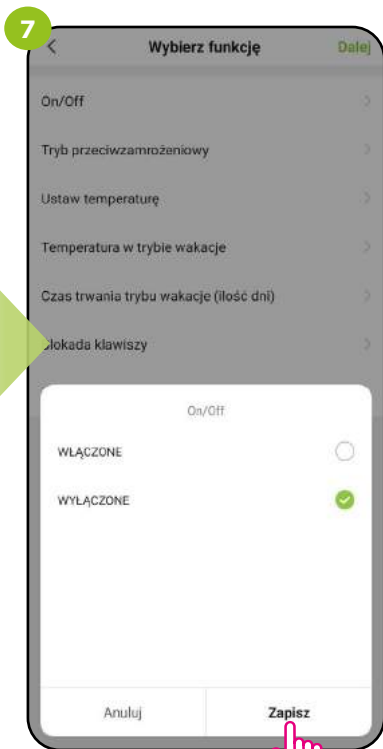 7
Wybierz funkcję Dalej
On/Off
Tryb przeciwzamrożeniowy
Ustaw temperaturę
Temperatura w trybie wakacje
Czas trwania trybu wakacje (ilość dni)
Blokada klawiszy
On/Off
WŁĄCZONE
WYŁĄCZONE
Anuluj Zapisz